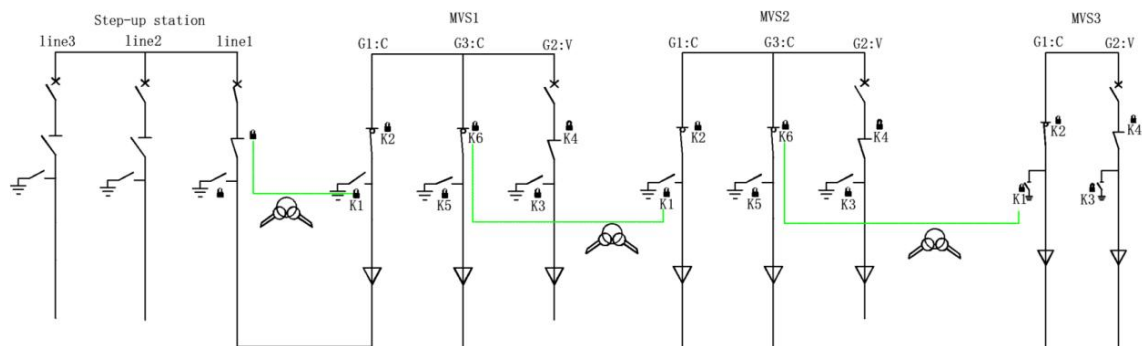 Step-up station
MVS1
MVS2
MVS3
line3 line2 line1
G1:C G3:C G2:V
G1:C G3:C G2:V
G1:C G2:V
K2 K6 K4
K2 K6 K4
K2 K4
K1 K5 K3
K1 K5 K3
K1 K3